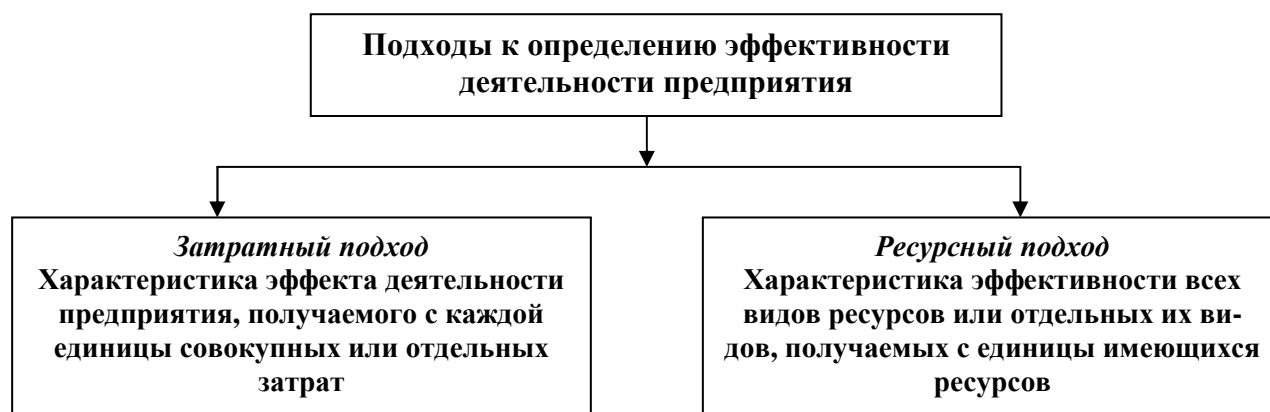 Подходы к определению эффективности
деятельности предприятия
Затратный подход
Характеристика эффекта деятельности
предприятия, получаемого с каждой
единицы совокупных или отдельных
затрат
Ресурсный подход
Характеристика эффективности всех
видов ресурсов или отдельных их ви-
дов, получаемых с единицы имеющихся
ресурсов